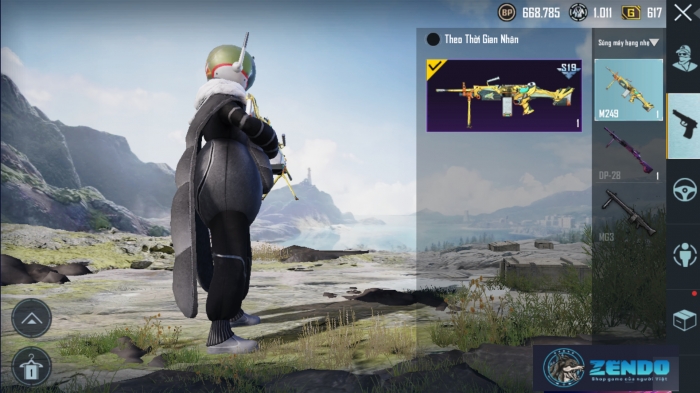 BP 668.785 1.011 G 617
Theo Thời Gian Nhận
Súng máy hạng nhẹ
S19
1
M249 1
DP-28 1
MG3
ZENDO
Shop game của người Việt